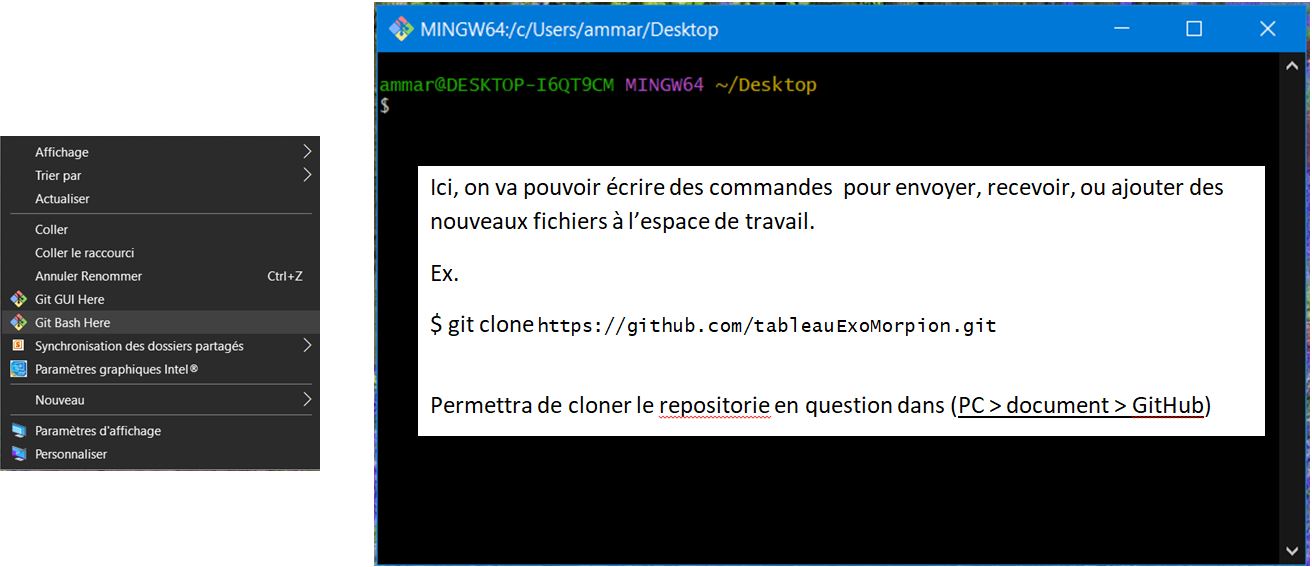 Affichage
Trier par
Actualiser
Coller
Coller le raccourci
Annuler Renommer Ctrl+Z
Git GUI Here
Git Bash Here
Synchronisation des dossiers partagés
Paramètres graphiques Intel®
Nouveau
Paramètres d'affichage
Personnaliser
MINGW64:/c/Users/ammar/Desktop
ammar@DESKTOP-I6QT9CM MINGW64 ~/Desktop
$
Ici, on va pouvoir écrire des commandes pour envoyer, recevoir, ou ajouter des
nouveaux fichiers à l'espace de travail.
Ex.
$ git clone https://github.com/tableauExoMorpion.git
Permettra de cloner le repositorie en question dans (PC > document > GitHub)